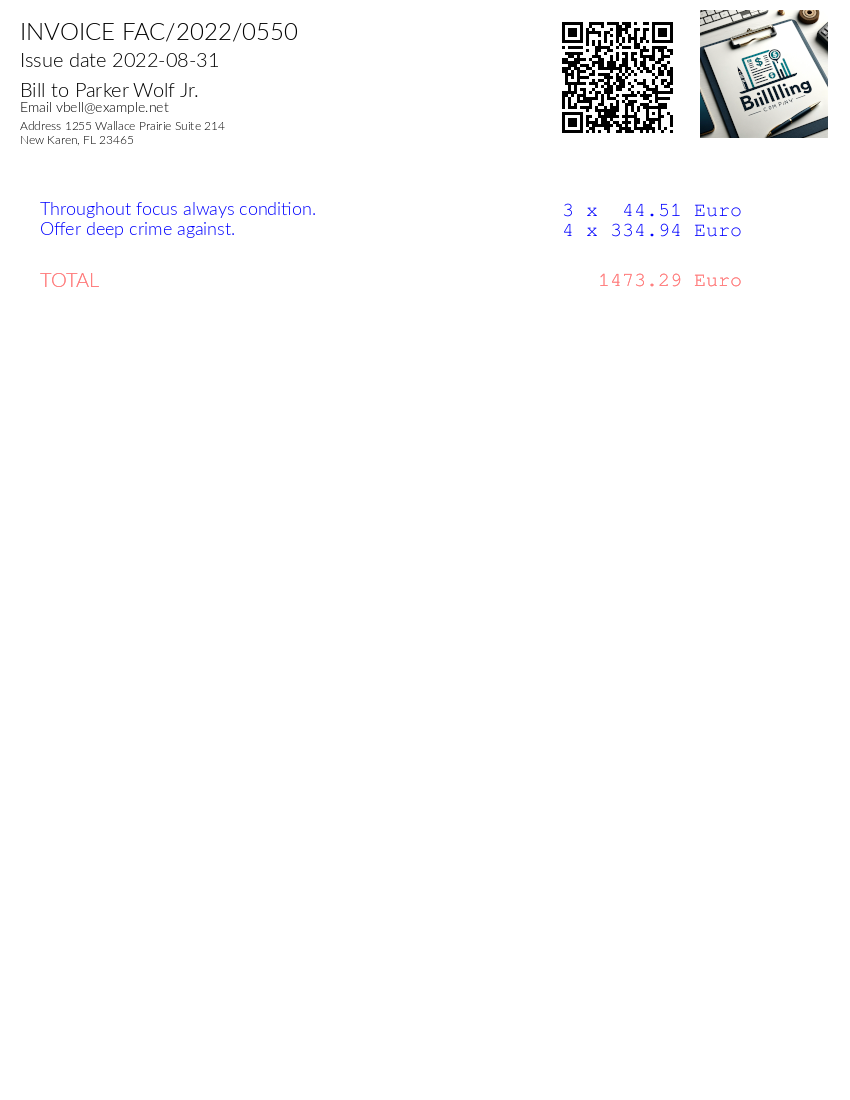 INVOICE FAC/2022/0550
Issue date 2022-08-31
Bill to Parker Wolf Jr.
Email vbell@example.net
Address 1255 Wallace Prairie Suite 214
New Karen, FL 23465
Biillling
COMPANY
Throughout focus always condition. 3 x 44.51 Euro
Offer deep crime against. 4 x 334.94 Euro
TOTAL 1473.29 Euro